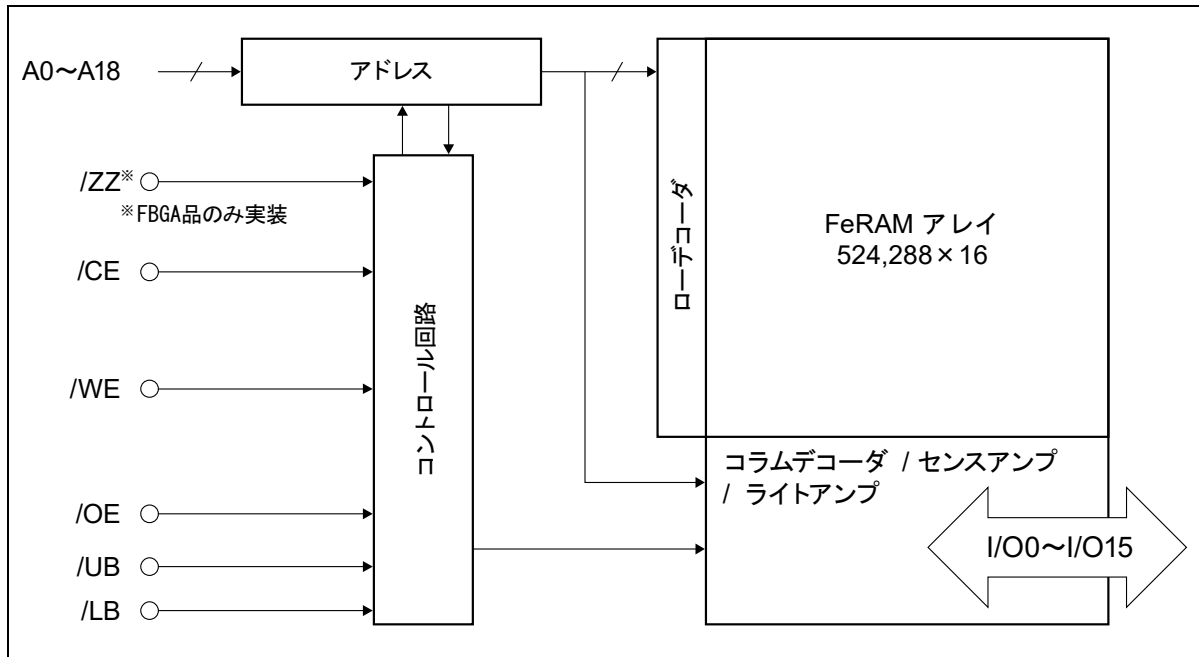 A0～A18
アドレス
/ZZ※
※FBGA品のみ実装
/CE
/WE
/OE
/UB
/LB
コントロール回路
ローデコーダ
FeRAM アレイ
524,288×16
コラムデコーダ / センスアンプ
/ ライトアンプ
I/O0～I/O15